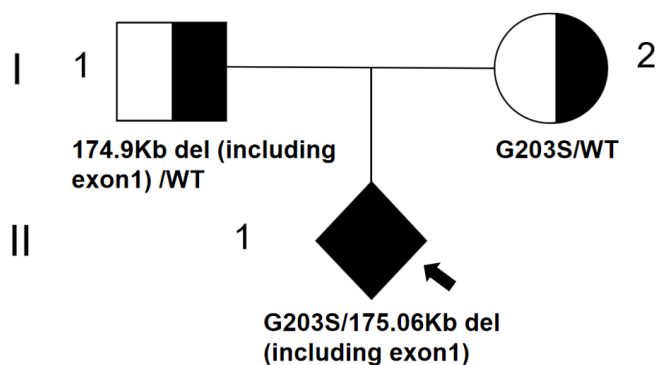 I
1
2
174.9Kb del (including
exon1) /WT
G203S/WT
II
1
G203S/175.06Kb del
(including exon1)